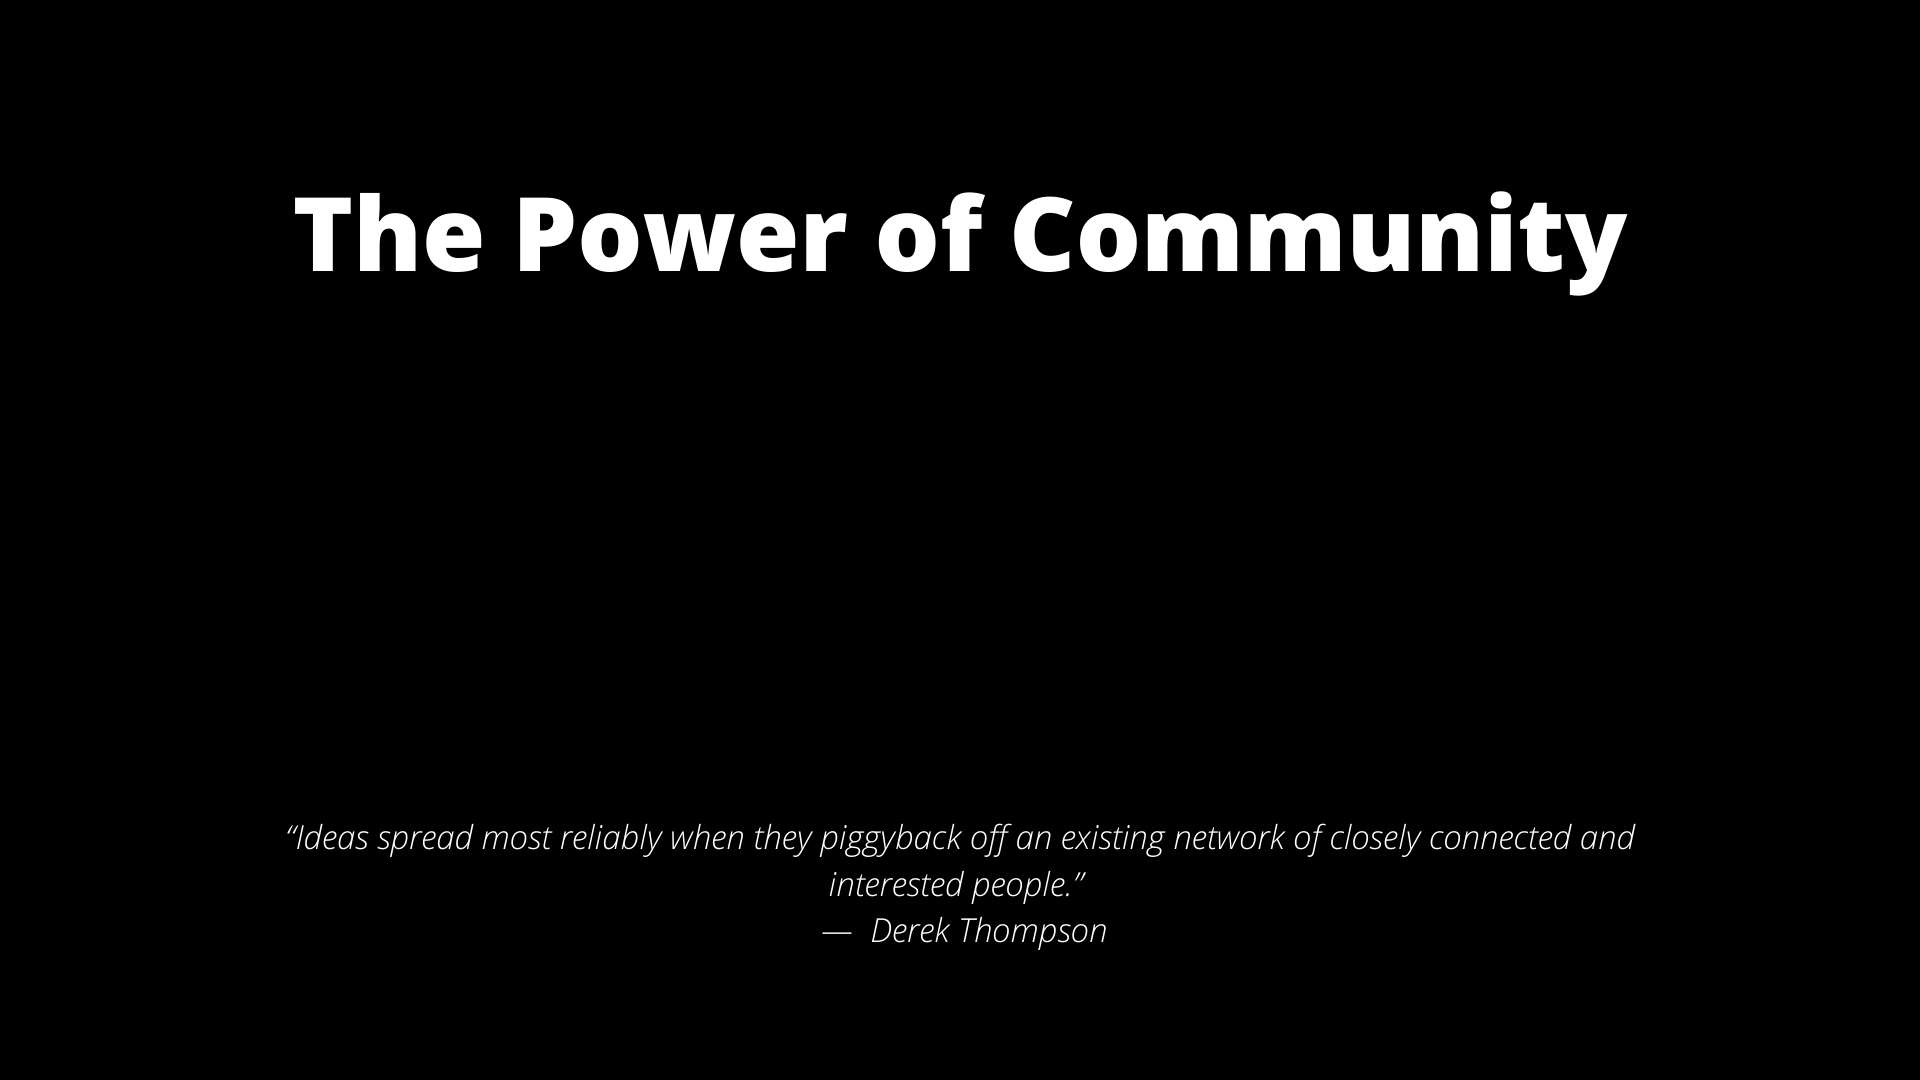 The Power of Community
“Ideas spread most reliably when they piggyback off an existing network of closely connected and
interested people.”
—  Derek Thompson